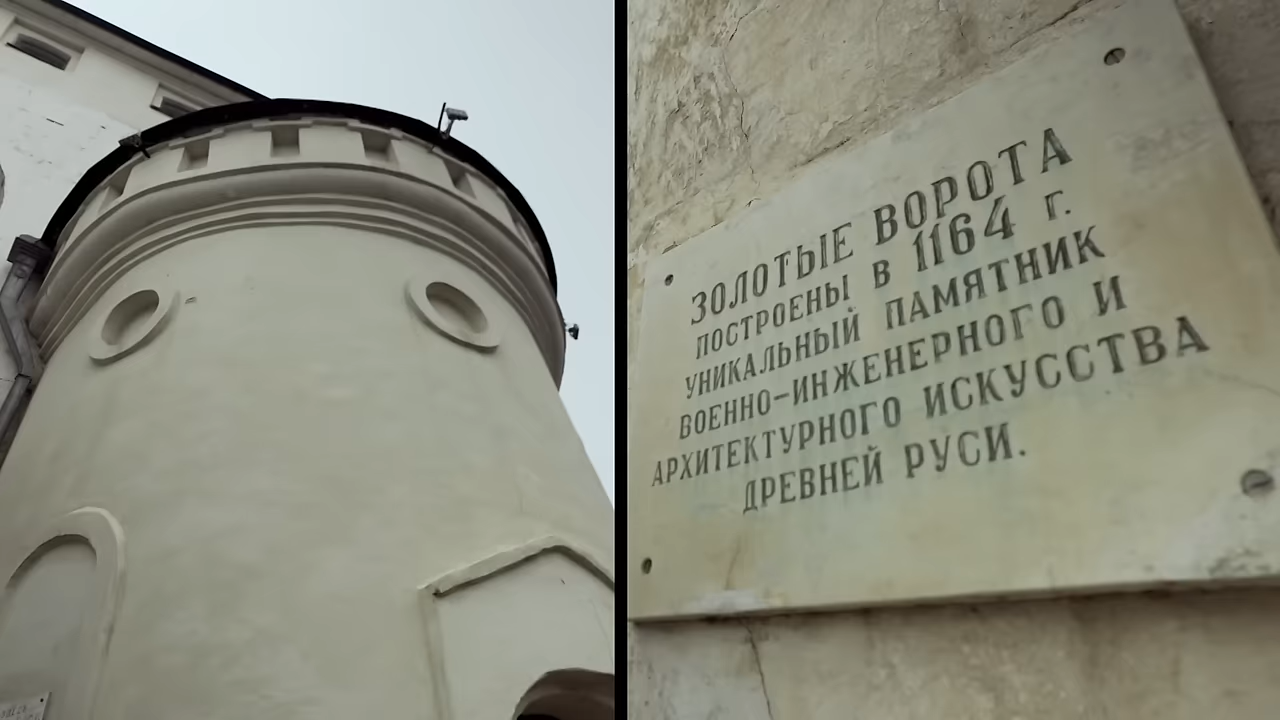 ЗОЛОТЫЕ ВОРОТА
ПОСТРОЕНЫ В 1164 г.
УНИКАЛЬНЫЙ ПАМЯТНИК
ВОЕННО-ИНЖЕНЕРНОГО И
АРХИТЕКТУРНОГО ИСКУССТВА
ДРЕВНЕЙ РУСИ.